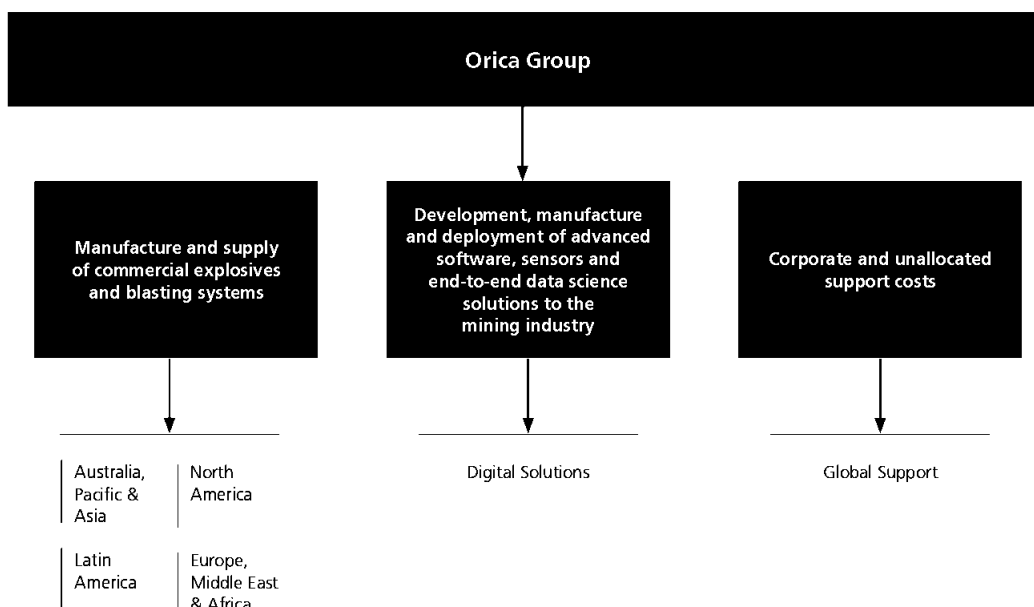 Orica Group
Manufacture and supply
of commercial explosives
and blasting systems
Development, manufacture
and deployment of advanced
software, sensors and
end-to-end data science
solutions to the
mining industry
Corporate and unallocated
support costs
Australia,
Pacific &
Asia
North
America
Latin
America
Europe,
Middle East
& Africa
Digital Solutions
Global Support